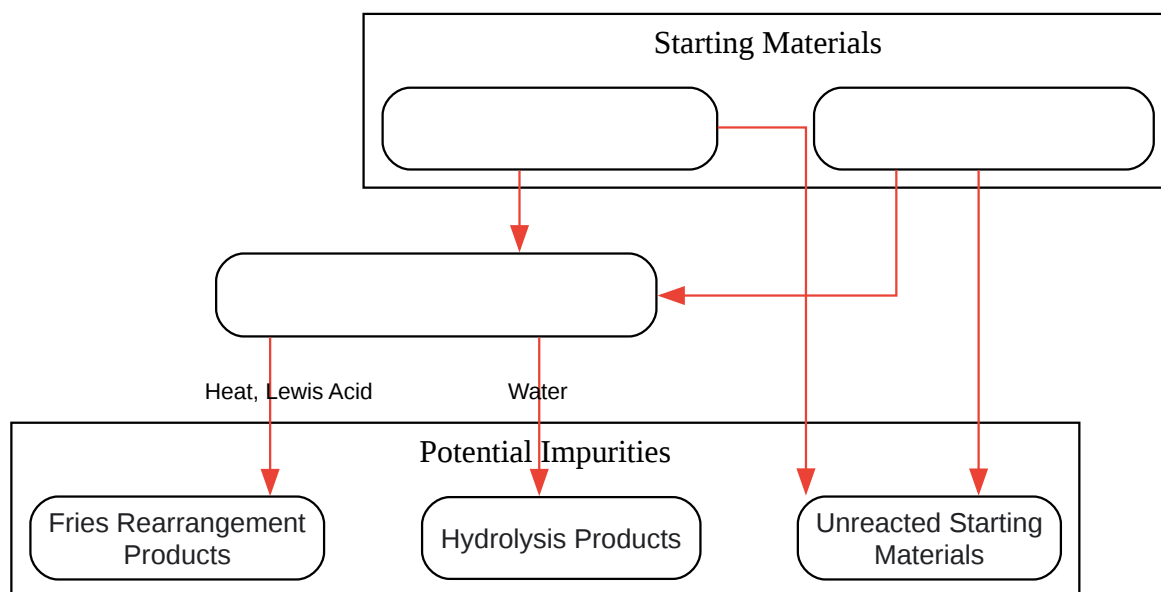 Starting Materials
Heat, Lewis Acid
Water
Potential Impurities
Fries Rearrangement
Products
Hydrolysis Products
Unreacted Starting
Materials